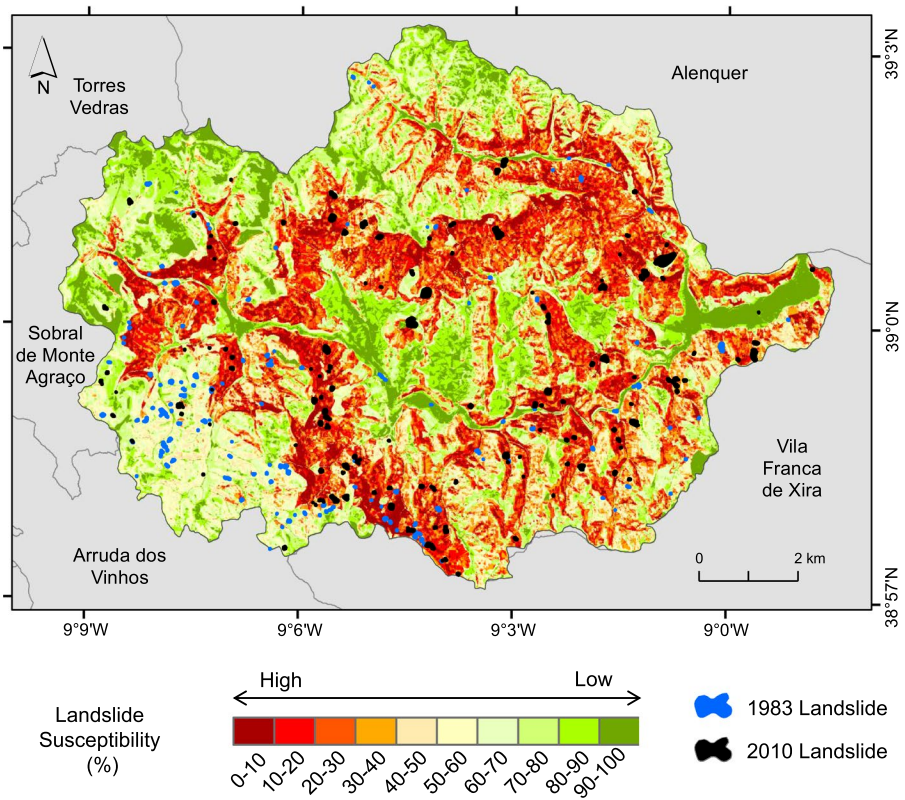 N
Torres
Vedras
Alenquer
39°3'N
Sobral
de Monte
Agraço
39°0'N
Vila
Franca
de Xira
Arruda dos
Vinhos
0 2 km
38°57'N
9°9'W 9°6'W 9°3'W 9°0'W
High Low
Landslide
Susceptibility
(%)
0-10 10-20 20-30 30-40 40-50 50-60 60-70 70-80 80-90 90-100
1983 Landslide
2010 Landslide